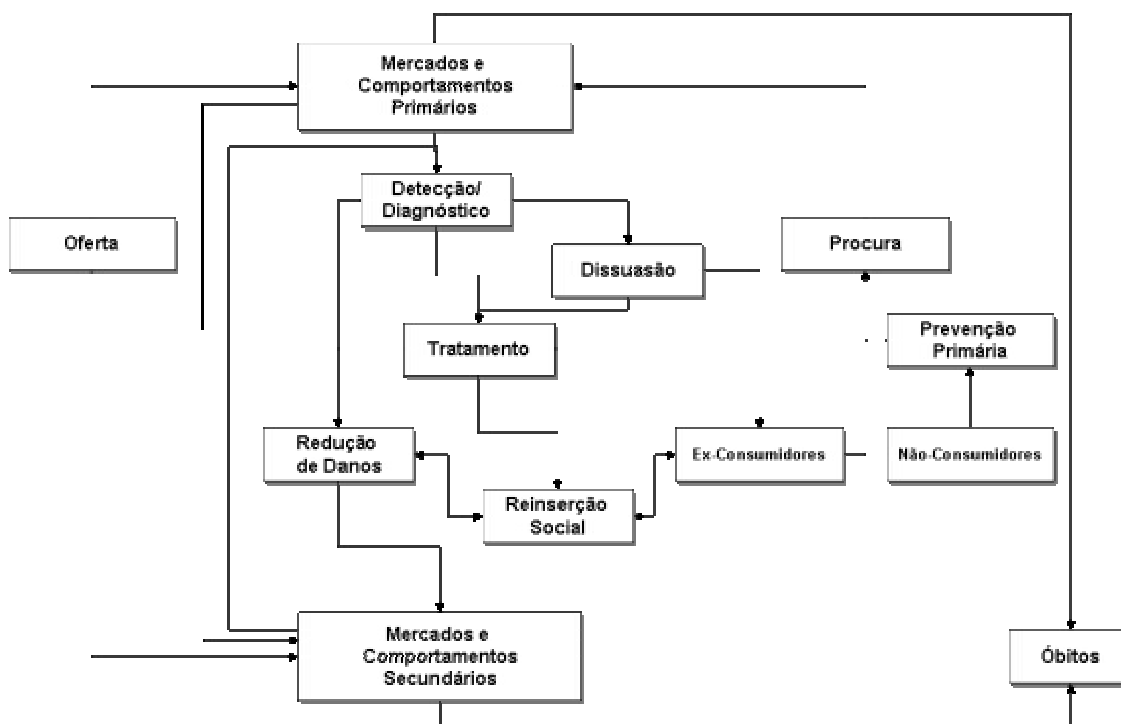 Mercados e
Comportamentos
Primários
Detecção/
Diagnóstico
Oferta
Dissuasão
Procura
Tratamento
Prevenção
Primária
Redução
de Danos
Ex-Consumidores
Não-Consumidores
Reinserção
Social
Mercados e
Comportamentos
Secundários
Óbitos